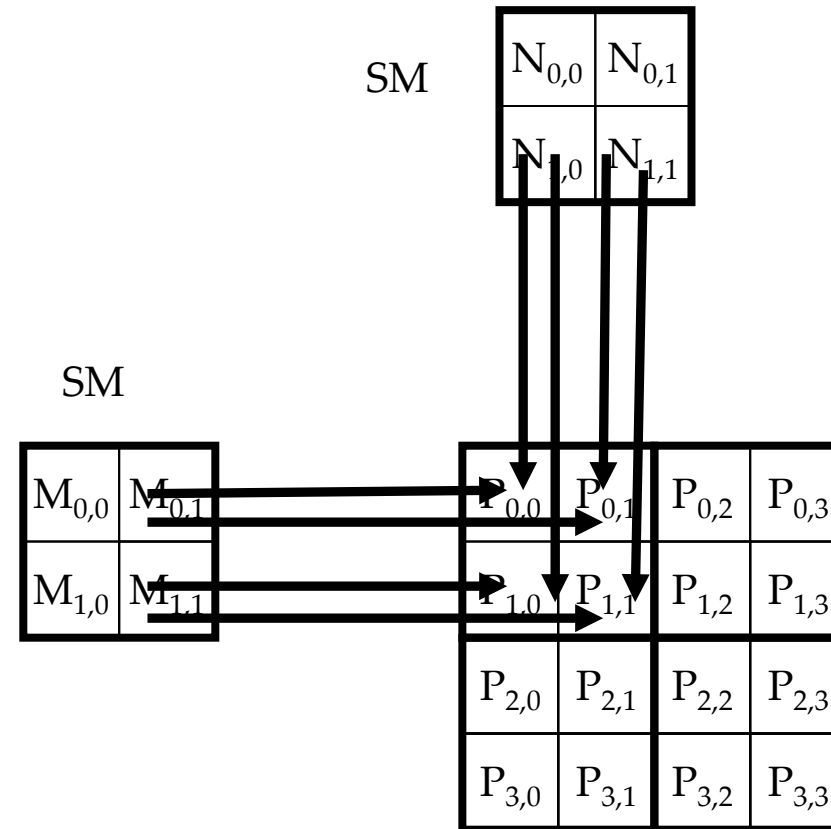 SM
N0,0 N0,1
N1,0 N1,1
SM
M0,0 M0,1
M1,0 M1,1
P0,0 P0,1 P0,2 P0,3
P1,0 P1,1 P1,2 P1,3
P2,0 P2,1 P2,2 P2,3
P3,0 P3,1 P3,2 P3,3